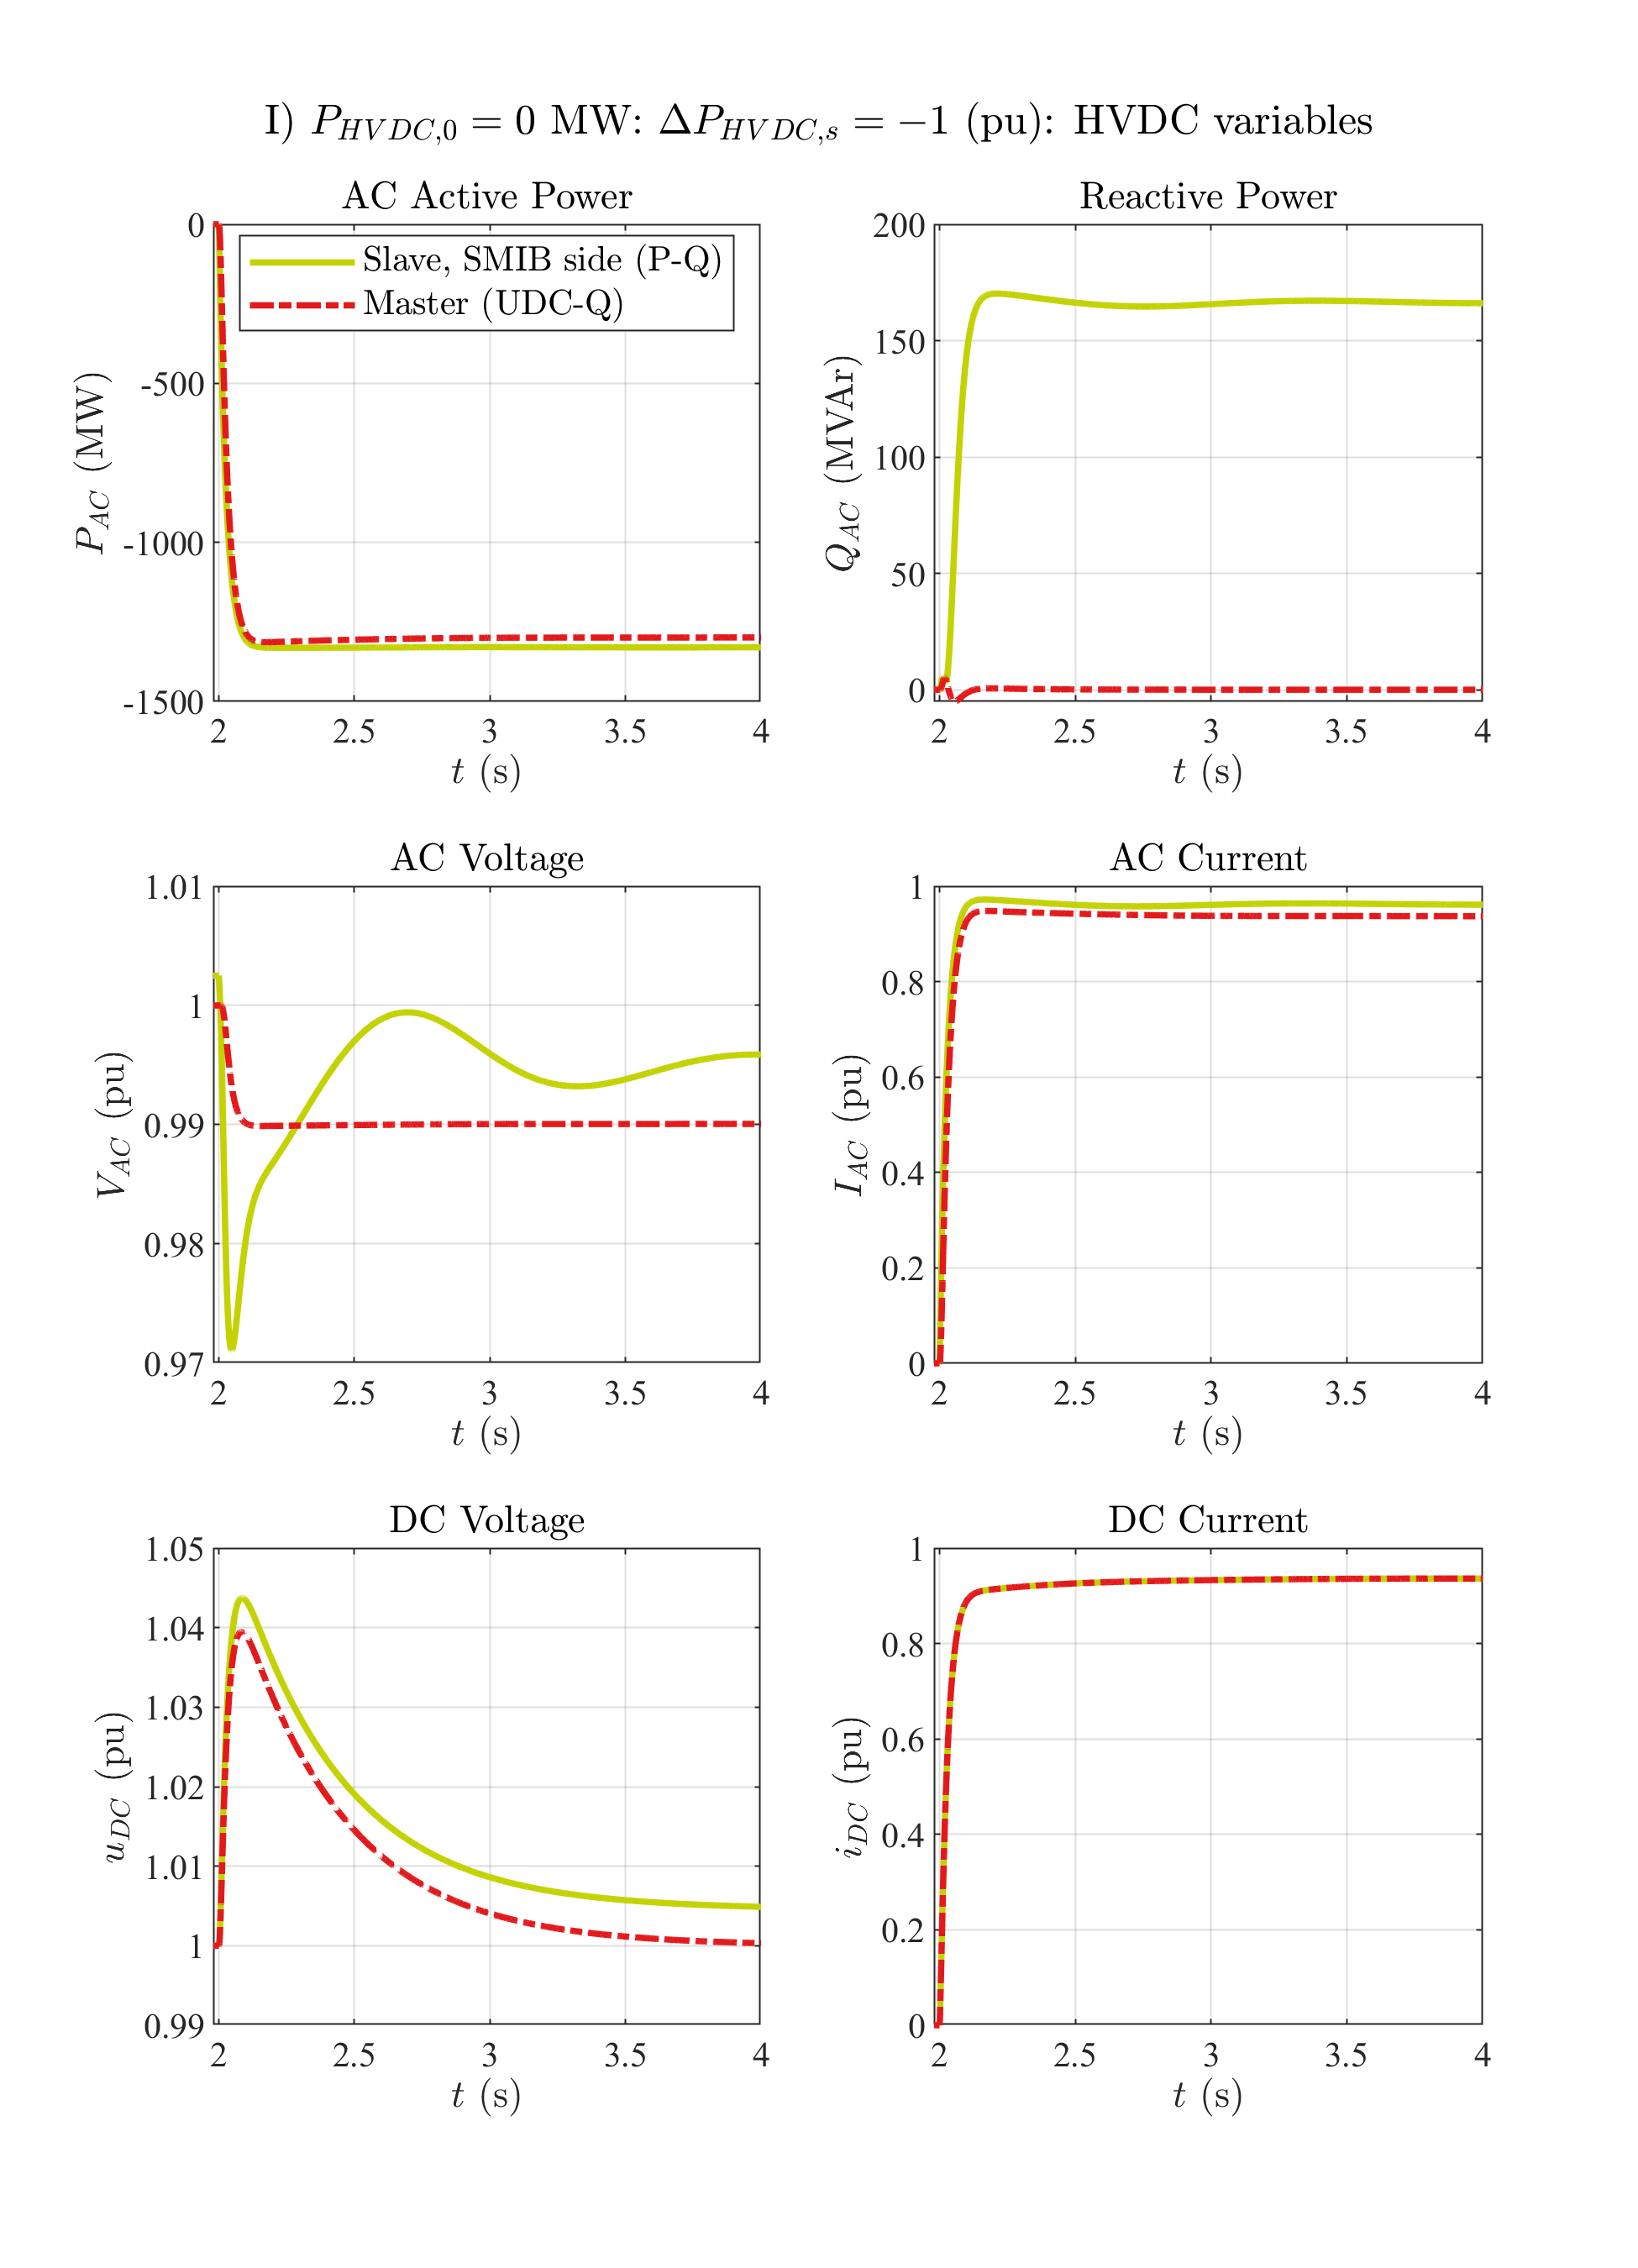 I) P_{HVDC,0} = 0 MW: ΔP_{HVDC,s} = −1 (pu): HVDC variables
AC Active Power
0
-500
-1000
-1500
P_{AC} (MW)
Slave, SMIB side (P-Q)
Master (UDC-Q)
2 2.5 3 3.5 4
t (s)
Reactive Power
200
150
100
50
0
Q_{AC} (MVAr)
2 2.5 3 3.5 4
t (s)
AC Voltage
1.01
1
0.99
0.98
0.97
V_{AC} (pu)
2 2.5 3 3.5 4
t (s)
AC Current
1
0.8
0.6
0.4
0.2
0
I_{AC} (pu)
2 2.5 3 3.5 4
t (s)
DC Voltage
1.05
1.04
1.03
1.02
1.01
1
0.99
u_{DC} (pu)
2 2.5 3 3.5 4
t (s)
DC Current
1
0.8
0.6
0.4
0.2
0
i_{DC} (pu)
2 2.5 3 3.5 4
t (s)